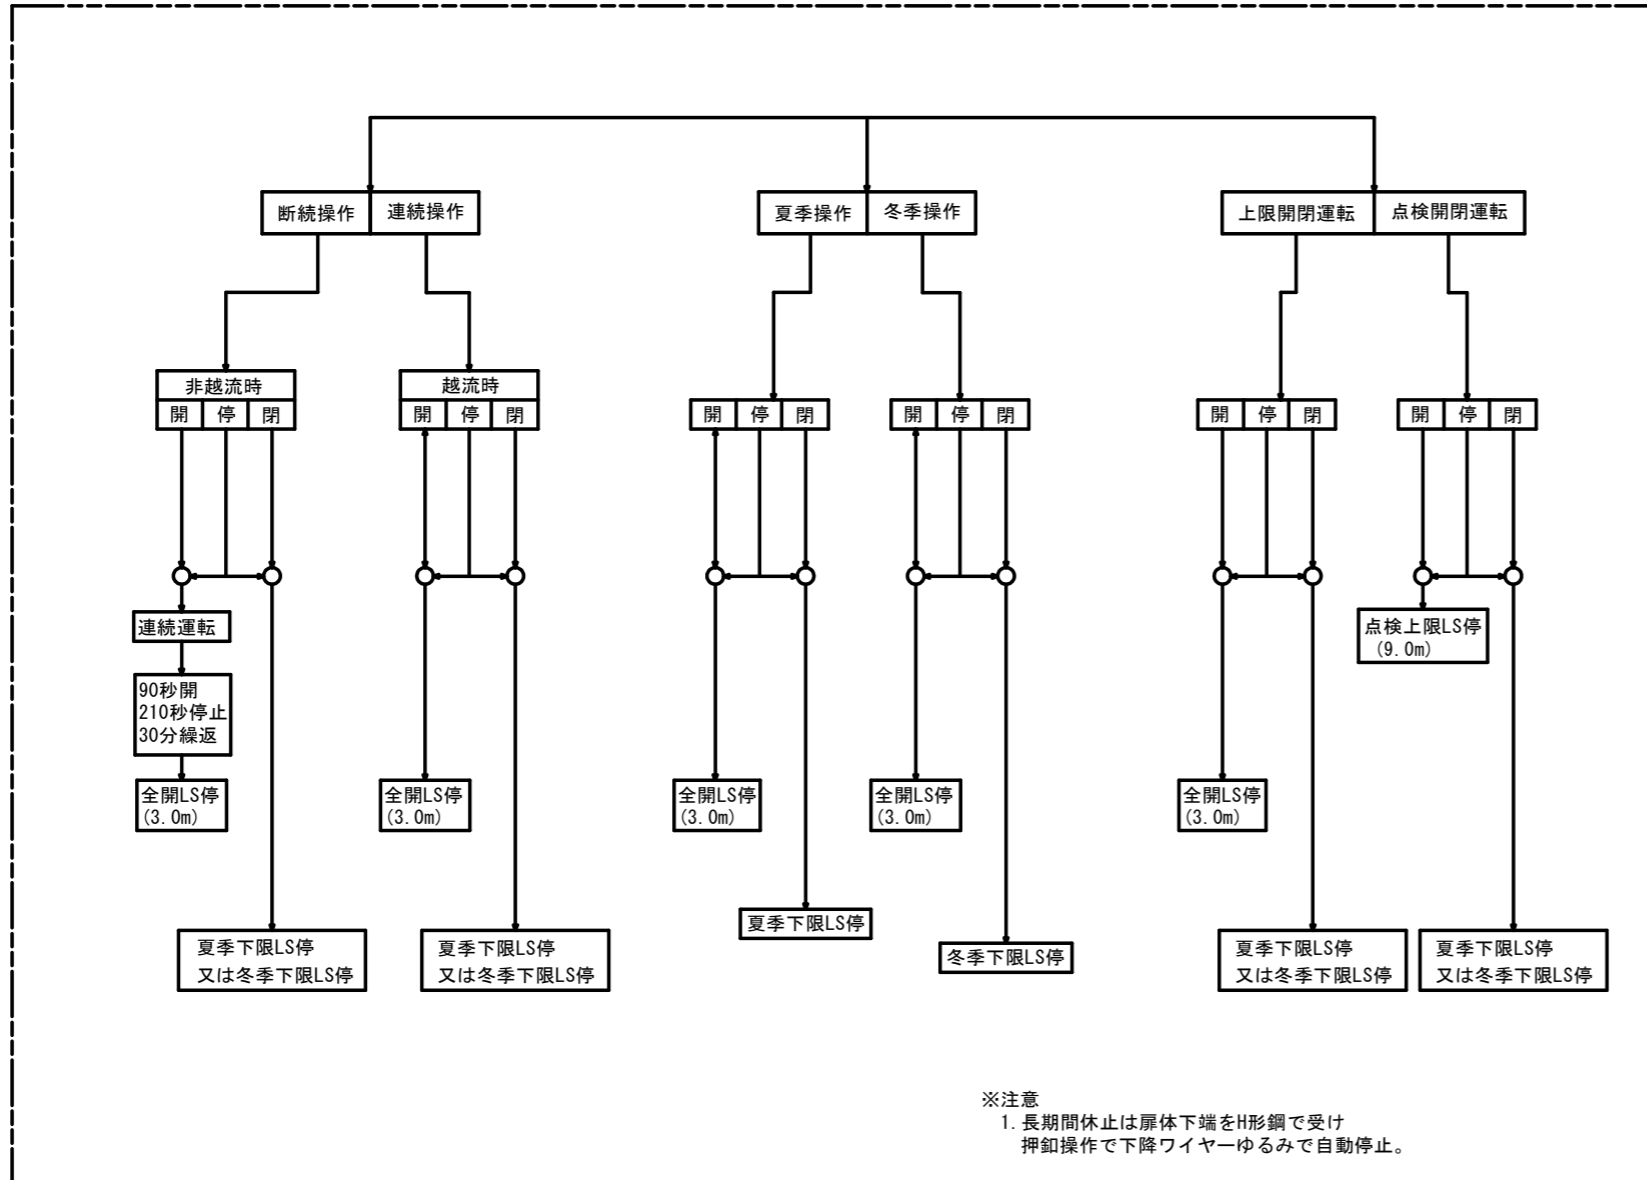 断続操作 連続操作
夏季操作 冬季操作
上限開閉運転 点検開閉運転
非越流時
開 停 閉
越流時
開 停 閉
開 停 閉
開 停 閉
開 停 閉
開 停 閉
連続運転
90秒開
210秒停止
30分繰返
全開LS停
(3.0m)
夏季下限LS停
又は冬季下限LS停
全開LS停
(3.0m)
夏季下限LS停
又は冬季下限LS停
全開LS停
(3.0m)
夏季下限LS停
全開LS停
(3.0m)
冬季下限LS停
全開LS停
(3.0m)
夏季下限LS停
又は冬季下限LS停
点検上限LS停
(9.0m)
夏季下限LS停
又は冬季下限LS停
※注意
1. 長期間休止は扉体下端をH形鋼で受け
押釦操作で下降ワイヤーゆるみで自動停止。